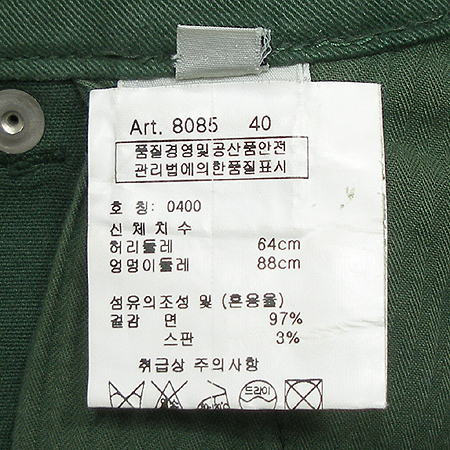 Art. 8085 40
품질경영및공산품안전
관리법에의한품질표시
호 칭: 0400
신체치수
허리둘레 64cm
엉덩이둘레 88cm
섬유의조성 및 (혼용율)
겉감 면 97%
스판 3%
취급상 주의사항
드라이